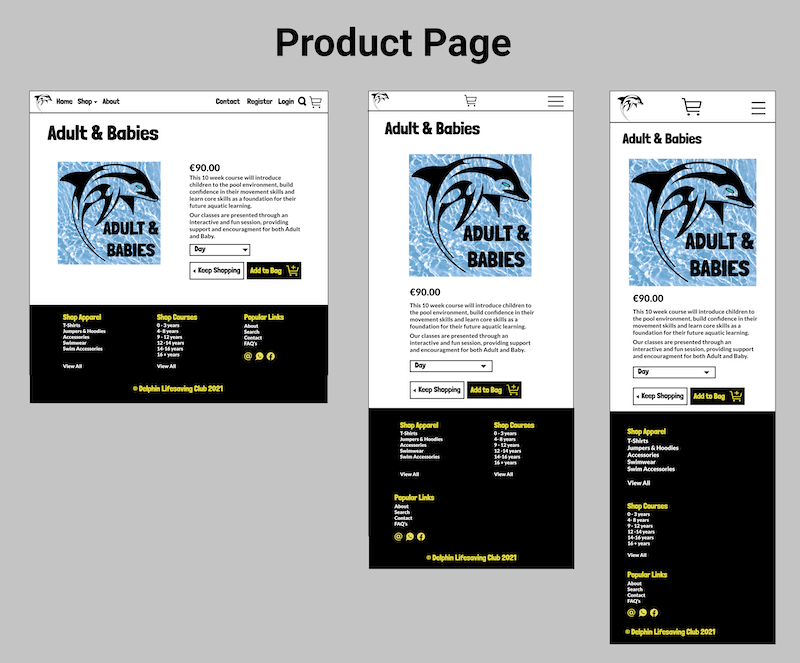 Product Page
Home Shop About Contact Register Login
Adult & Babies
ADULT &
BABIES
€90.00
This 10 week course will introduce
children to the pool environment, build
confidence in their movement skills and
learn core skills as a foundation for their
future aquatic learning.
Our classes are presented through an
interactive and fun session, providing
support and encouragment for both Adult
and Baby.
Day
< Keep Shopping Add to Bag
Shop Apparel
T-Shirts
Jumpers & Hoodies
Accessories
Swimwear
Swim Accessories
View All
Shop Courses
0 - 3 years
4- 8 years
9 - 12 years
12 -14 years
14-16 years
16 + years
View All
Popular Links
About
Search
Contact
FAQ's
© Dolphin Lifesaving Club 2021
Adult & Babies
ADULT &
BABIES
€90.00
This 10 week course will introduce children to
the pool environment, build confidence in their
movement skills and learn core skills as a
foundation for their future aquatic learning.
Our classes are presented through an
interactive and fun session, providing support
and encouragment for both Adult and Baby.
Day
< Keep Shopping Add to Bag
Shop Apparel
T-Shirts
Jumpers & Hoodies
Accessories
Swimwear
Swim Accessories
View All
Shop Courses
0 - 3 years
4- 8 years
9 - 12 years
12 -14 years
14-16 years
16 + years
View All
Popular Links
About
Search
Contact
FAQ's
© Dolphin Lifesaving Club 2021
Adult & Babies
ADULT &
BABIES
€90.00
This 10 week course will introduce children to
the pool environment, build confidence in their
movement skills and learn core skills as a
foundation for their future aquatic learning.
Our classes are presented through an
interactive and fun session, providing support
and encouragment for both Adult and Baby.
Day
< Keep Shopping Add to Bag
Shop Apparel
T-Shirts
Jumpers & Hoodies
Accessories
Swimwear
Swim Accessories
View All
Shop Courses
0 - 3 years
4- 8 years
9 - 12 years
12 -14 years
14-16 years
16 + years
View All
Popular Links
About
Search
Contact
FAQ's
© Dolphin Lifesaving Club 2021